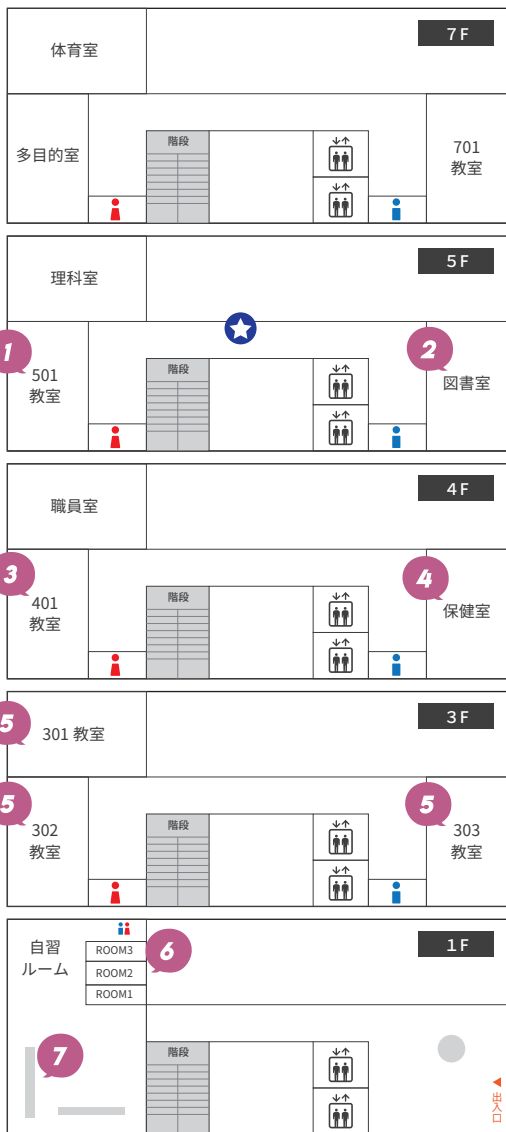 7F
体育室
多目的室
階段
701
教室
5F
理科室
1
501
教室
階段
2
図書室
4F
職員室
3
401
教室
階段
4
保健室
3F
5
301 教室
5
302
教室
階段
5
303
教室
1F
自習
ルーム
ROOM3
ROOM2
ROOM1
6
7
階段
出入口